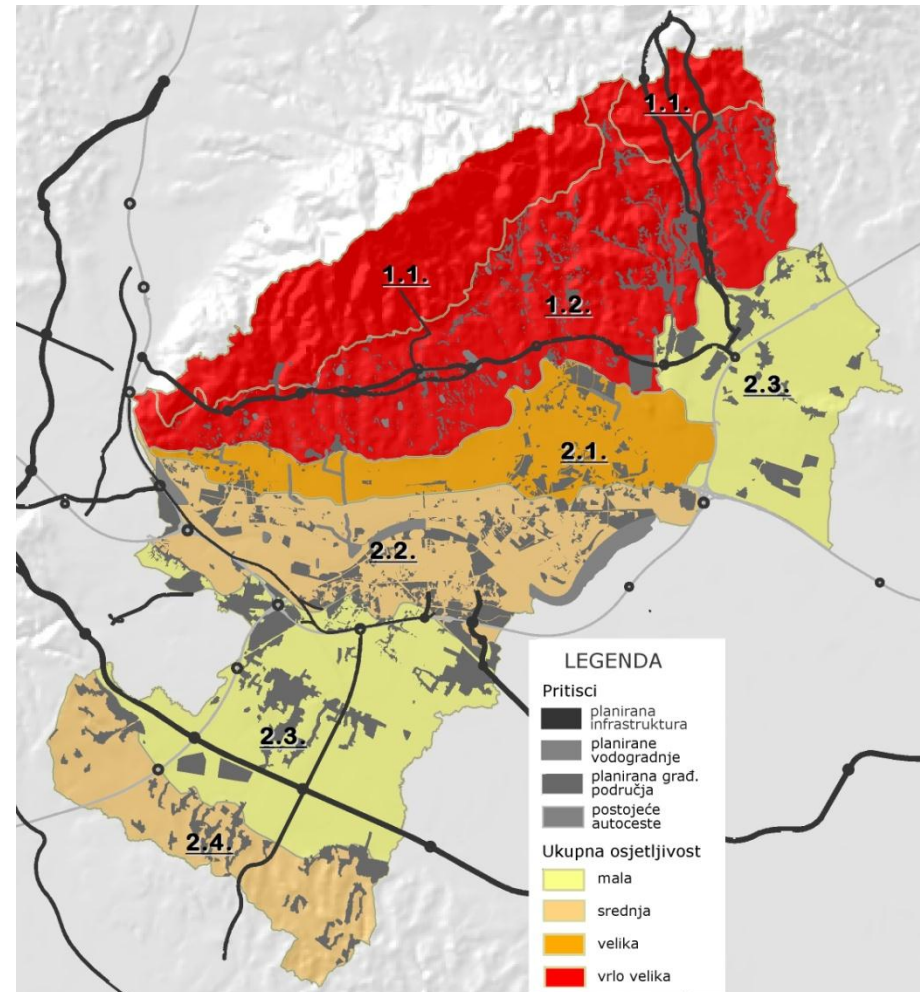 1.1.
1.1.
1.2.
2.3.
2.1.
2.2.
2.3.
2.4.
LEGENDA
Pritisci
planirana
infrastruktura
planirane
vodogradnje
planirana građ.
područja
postojeće
autoceste
Ukupna osjetljivost
mala
srednja
velika
vrlo velika